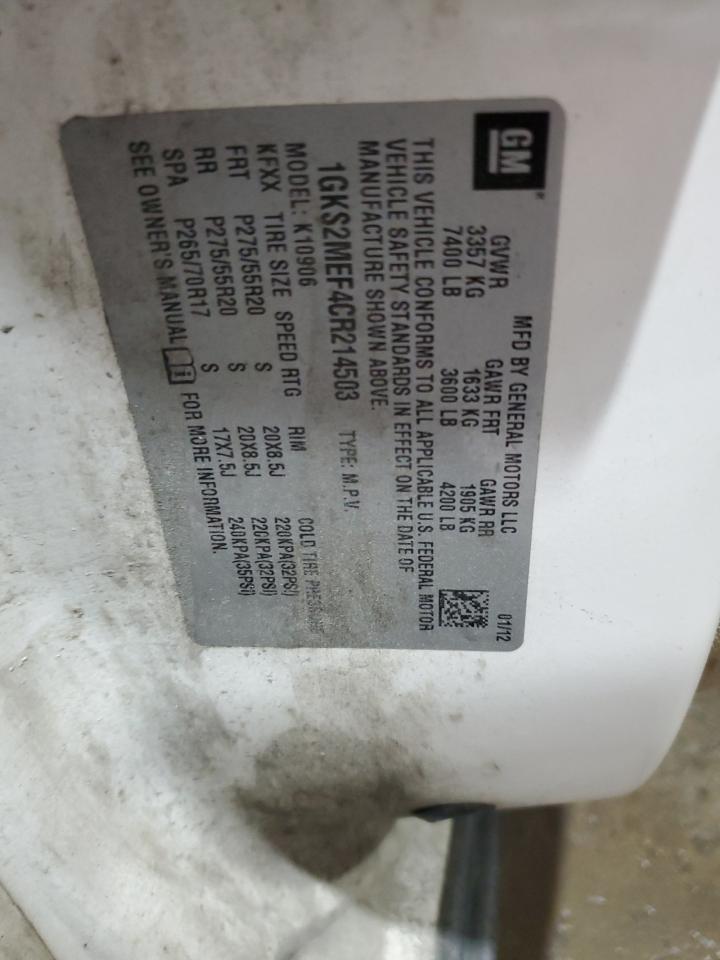 GM
MFD BY GENERAL MOTORS LLC 01/12
GVWR GAWR FRT GAWR RR
3357 KG 1633 KG 1905 KG
7400 LB 3600 LB 4200 LB
THIS VEHICLE CONFORMS TO ALL APPLICABLE U.S. FEDERAL MOTOR
VEHICLE SAFETY STANDARDS IN EFFECT ON THE DATE OF
MANUFACTURE SHOWN ABOVE.
1GKS2MEF4CR214503 TYPE: M.P.V.
MODEL: K10906
KFXX TIRE SIZE SPEED RTG RIM COLD TIRE PRESSURE
FRT P275/55R20 S 20X8.5J 220KPA(32PSI)
RR P275/55R20 S 20X8.5J 220KPA(32PSI)
SPA P265/70R17 S 17X7.5J 240KPA(35PSI)
SEE OWNER'S MANUAL FOR MORE INFORMATION.